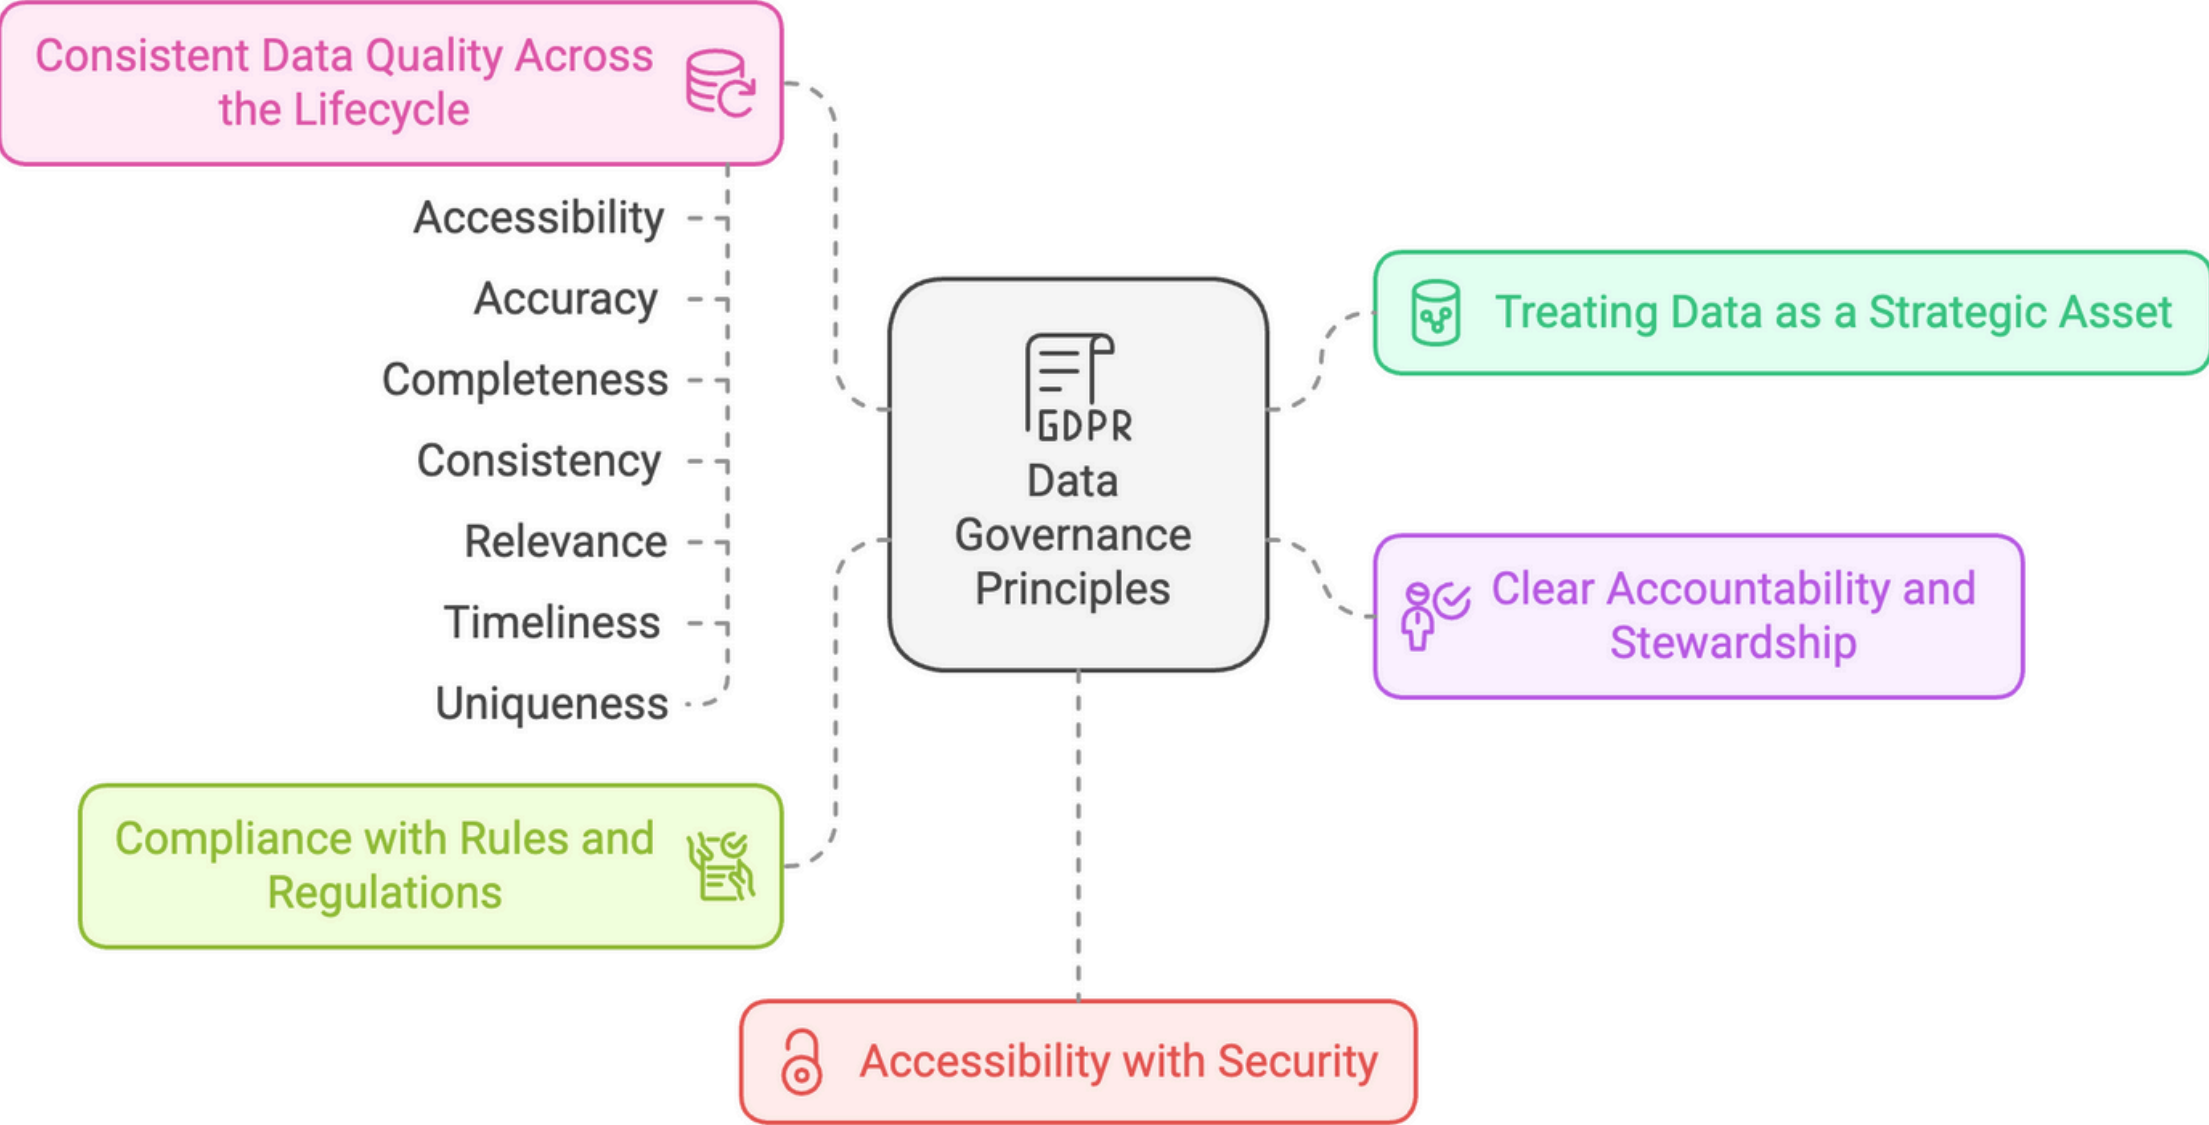 Consistent Data Quality Across
the Lifecycle
Accessibility
Accuracy
Completeness
Consistency
Relevance
Timeliness
Uniqueness
Compliance with Rules and
Regulations
GDPR
Data
Governance
Principles
Treating Data as a Strategic Asset
Clear Accountability and
Stewardship
Accessibility with Security